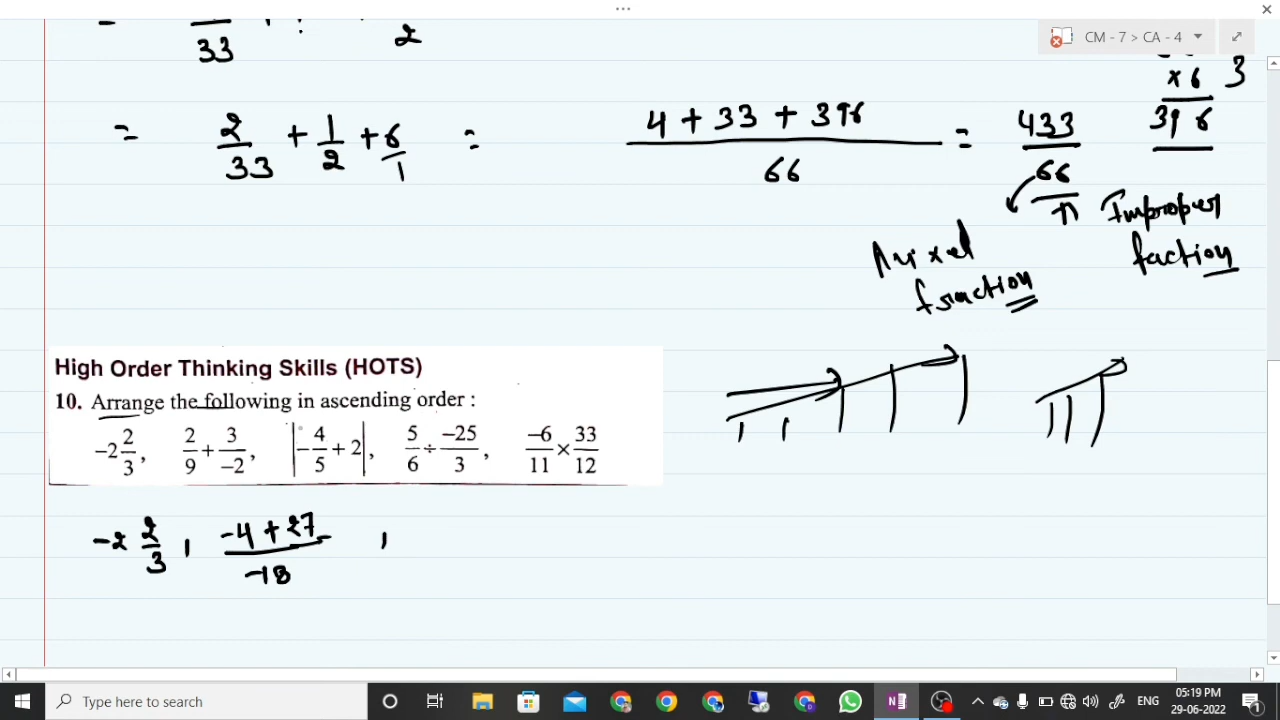 ...
CM - 7 > CA - 4
33
2
× 6 3
396
= 2/33 + 1/2 + 6/1 = 4 + 33 + 396 / 66 = 433/66
Improper
faction
fraction
High Order Thinking Skills (HOTS)
10. Arrange the following in ascending order :
-2 2/3, 2/9 + 3/-2, |-4/5 + 2|, 5/6 ÷ -25/3, -6/11 × 33/12
-2 2/3 , -4 + 27 / -18 ,
Type here to search
ENG
05:19 PM
29-06-2022
1